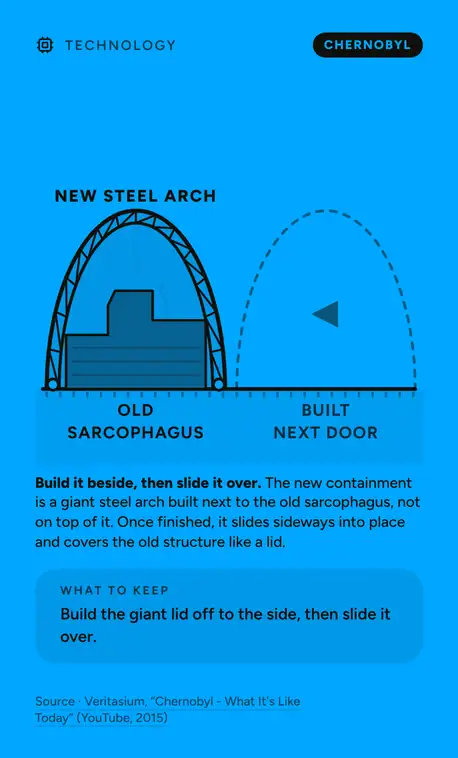 TECHNOLOGY
CHERNOBYL
NEW STEEL ARCH
OLD
SARCOPHAGUS
BUILT
NEXT DOOR
Build it beside, then slide it over. The new containment
is a giant steel arch built next to the old sarcophagus, not
on top of it. Once finished, it slides sideways into place
and covers the old structure like a lid.
WHAT TO KEEP
Build the giant lid off to the side, then slide it
over.
Source · Veritasium, “Chernobyl - What It's Like
Today” (YouTube, 2015)